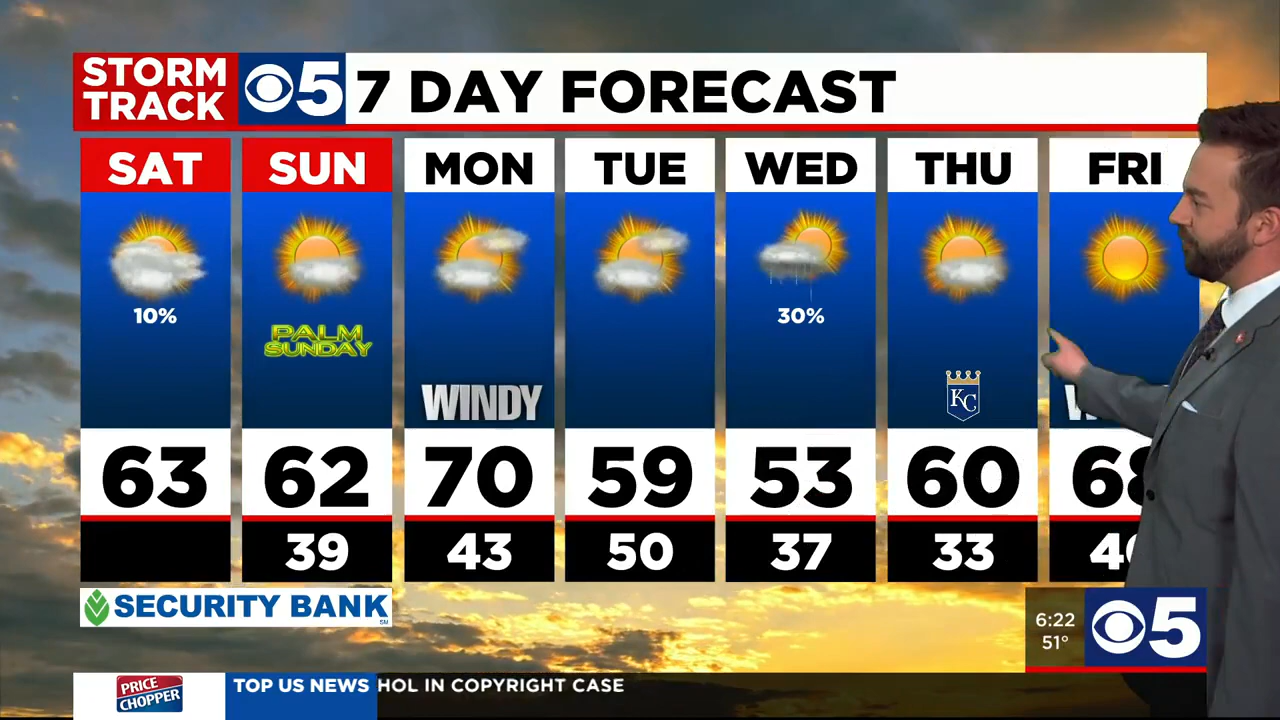 STORM
TRACK
5
7 DAY FORECAST
SAT
SUN
MON
TUE
WED
THU
FRI
10%
30%
PALM
SUNDAY
WINDY
KC
63
62
70
59
53
60
68
39
43
50
37
33
SECURITY BANK
SM
6:22
51°
5
PRICE
CHOPPER
TOP US NEWS
HOL IN COPYRIGHT CASE